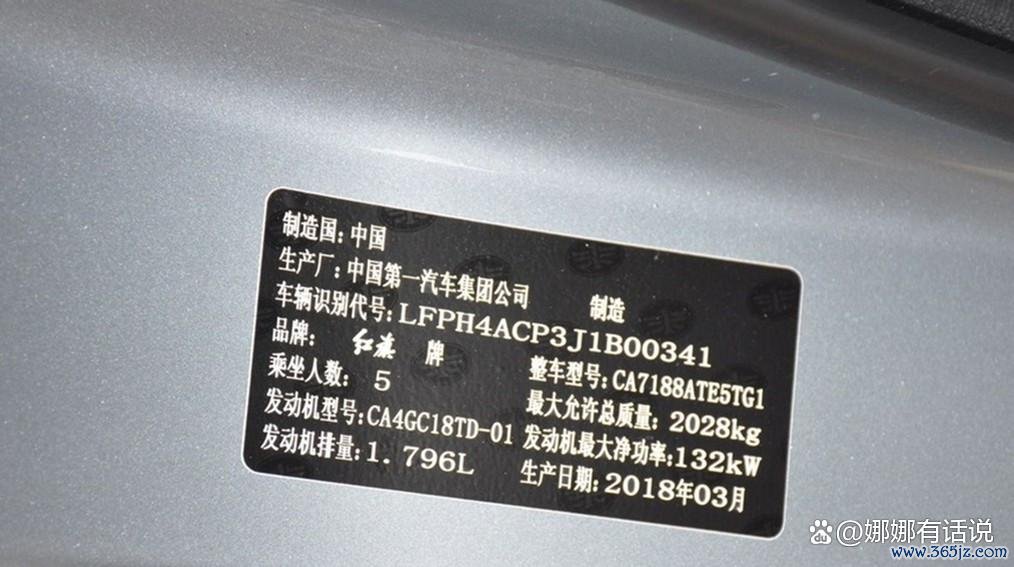 制造国:中国
生产厂:中国第一汽车集团公司 制造
车辆识别代号:LFPH4ACP3J1B00341
品牌: 红旗 牌 整车型号:CA7188ATE5TG1
乘坐人数: 5 最大允许总质量: 2028kg
发动机型号:CA4GC18TD-01 发动机最大净功率:132kW
发动机排量:1.796L 生产日期:2018年03月
@娜娜有话说
www.365jz.com